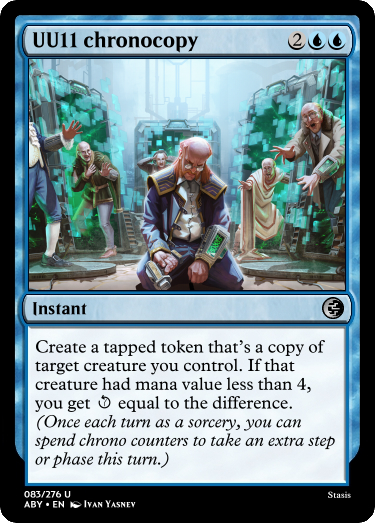 UU11 chronocopy 2
Instant
Create a tapped token that's a copy of
target creature you control. If that
creature had mana value less than 4,
you get equal to the difference.
(Once each turn as a sorcery, you can
spend chrono counters to take an extra step
or phase this turn.)
083/276 U
Stasis
ABY • EN Ivan Yasnev